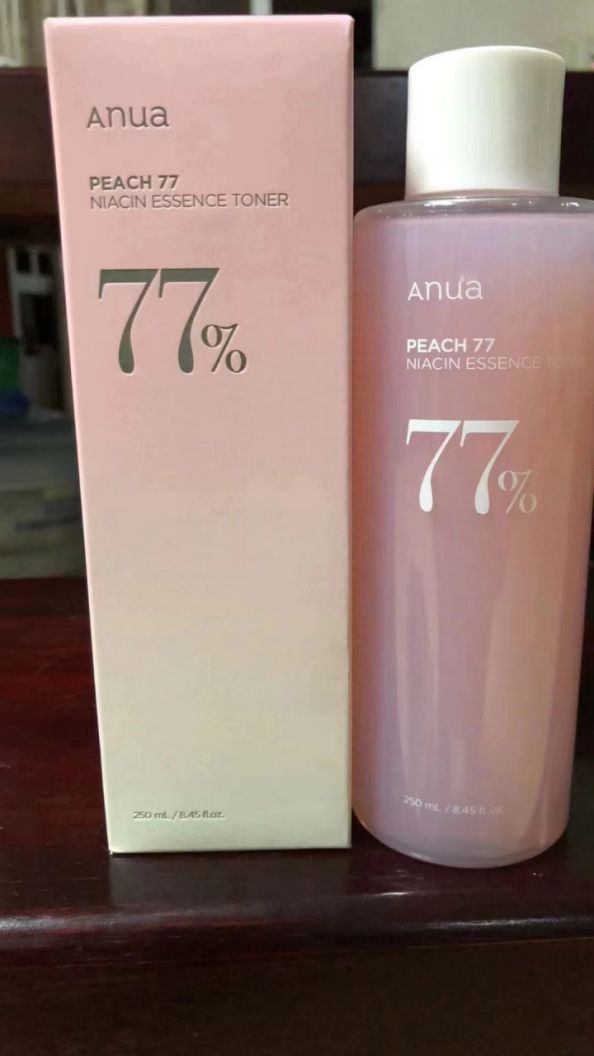 Anua
PEACH 77
NIACIN ESSENCE TONER
77%
250 mL / 8.45 fl.oz.
Anua
PEACH 77
NIACIN ESSENCE TONER
77%
250 mL / 8.45 fl.oz.